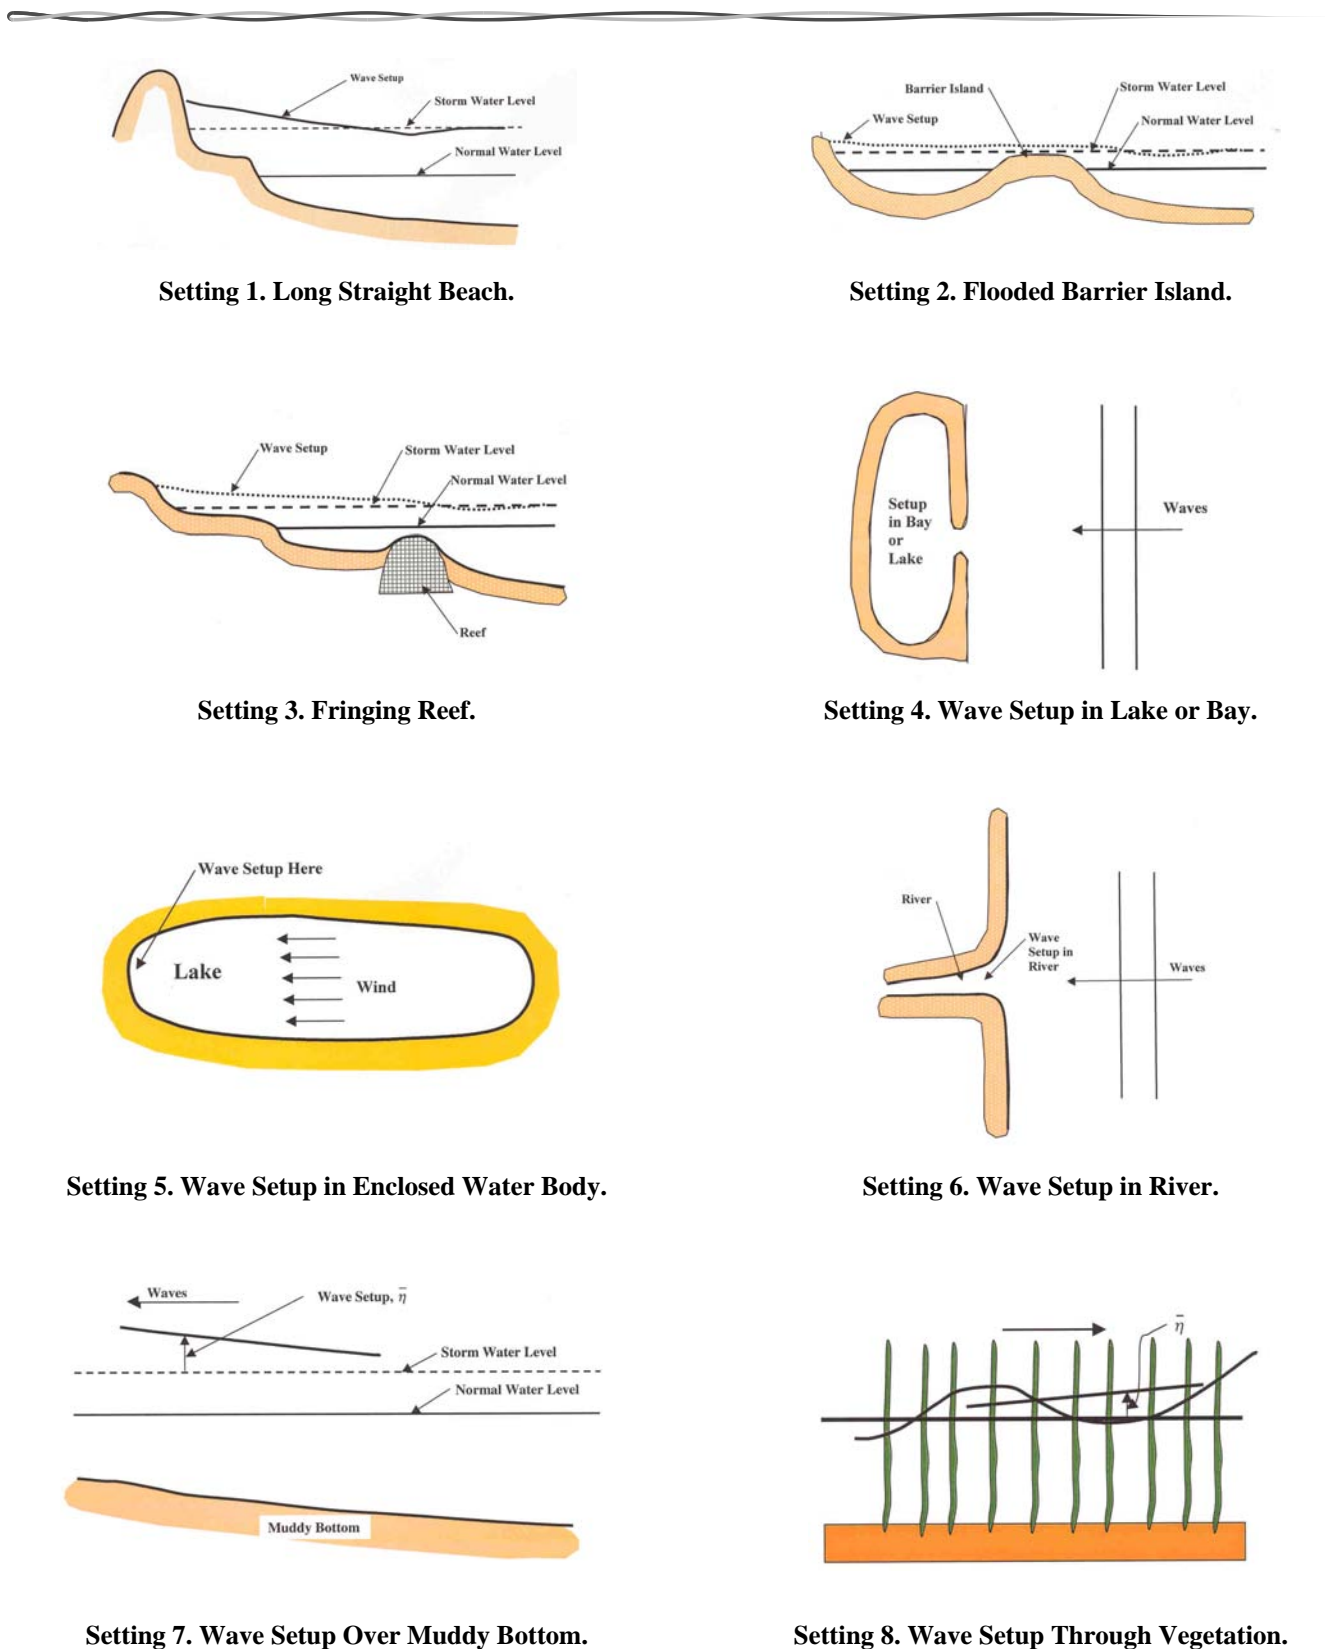 Wave Setup
Storm Water Level
Normal Water Level
Setting 1. Long Straight Beach.
Barrier Island
Storm Water Level
Wave Setup
Normal Water Level
Setting 2. Flooded Barrier Island.
Wave Setup
Storm Water Level
Normal Water Level
Reef
Setting 3. Fringing Reef.
Setup
in Bay
or
Lake
Waves
Setting 4. Wave Setup in Lake or Bay.
Wave Setup Here
Lake
Wind
Setting 5. Wave Setup in Enclosed Water Body.
River
Wave
Setup in
River
Waves
Setting 6. Wave Setup in River.
Waves
Wave Setup, η̅
Storm Water Level
Normal Water Level
Muddy Bottom
Setting 7. Wave Setup Over Muddy Bottom.
η̅
Setting 8. Wave Setup Through Vegetation.